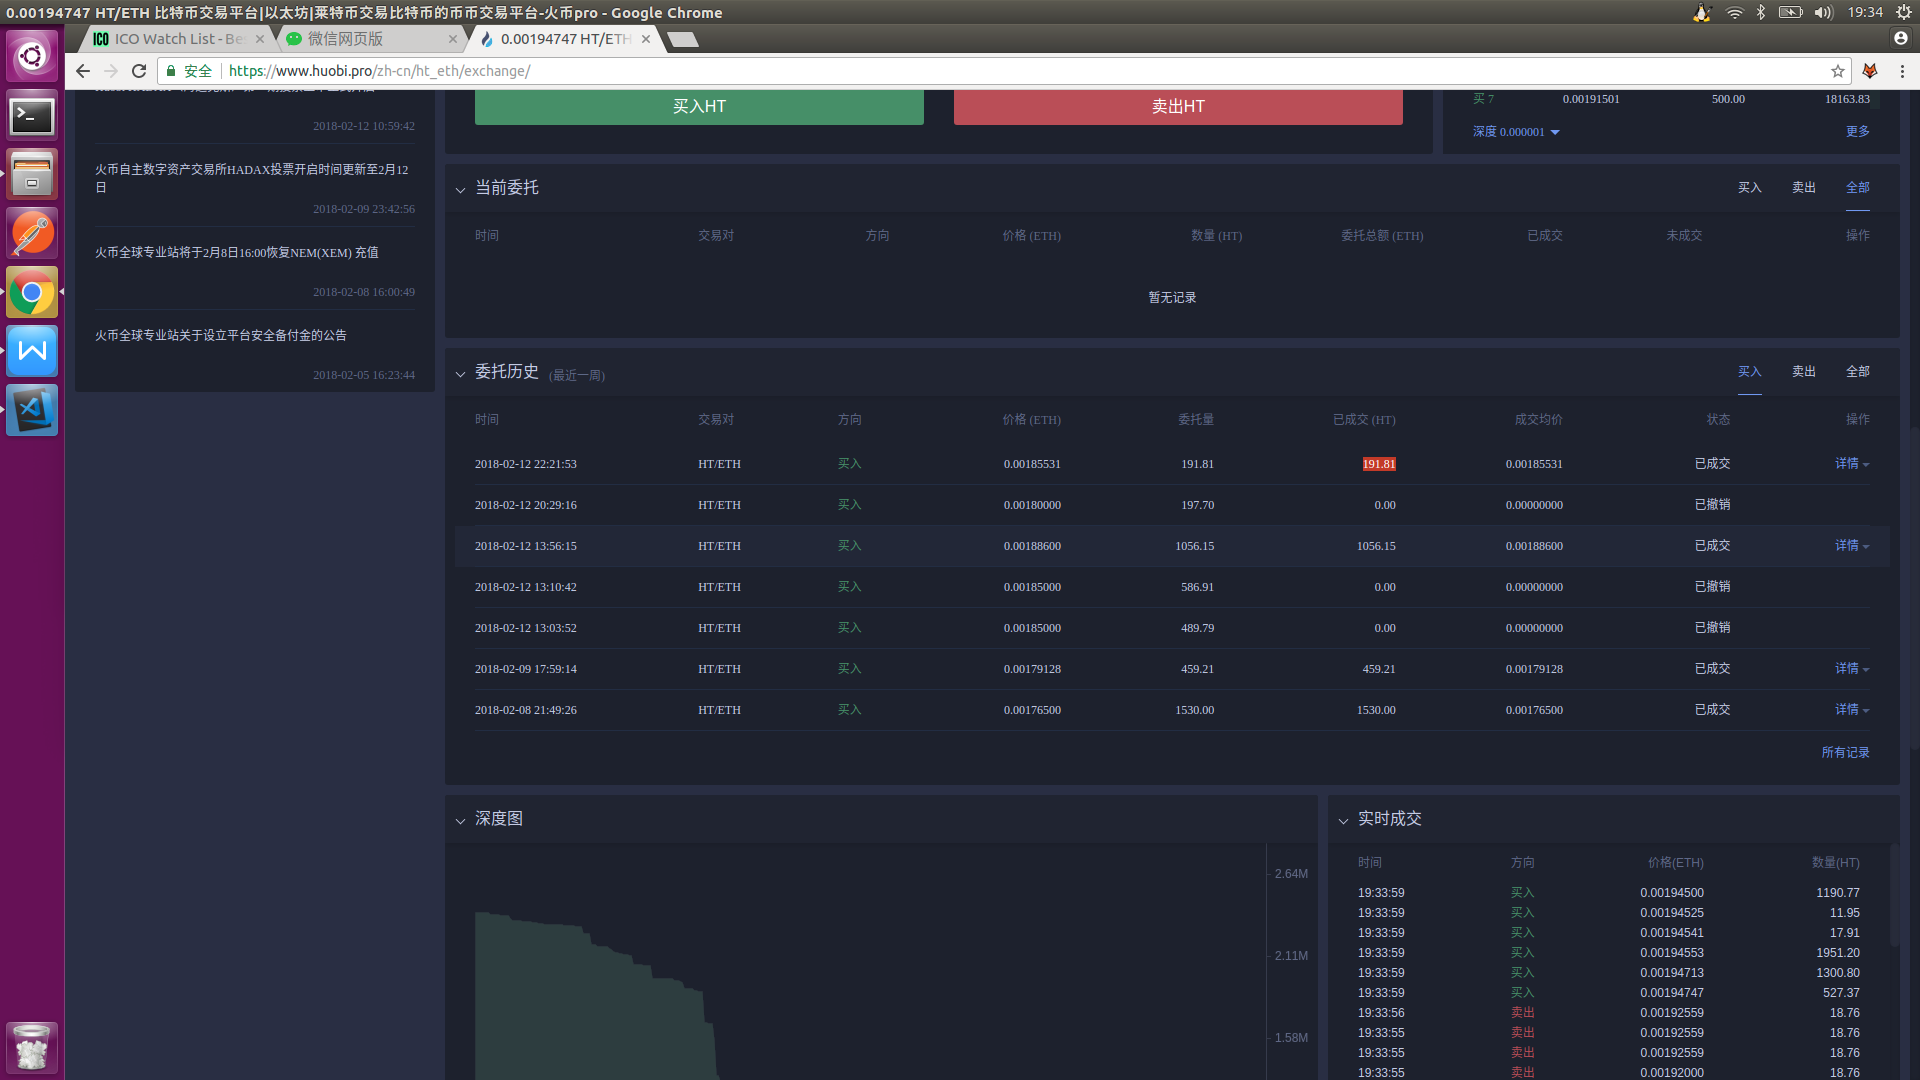 0.00194747 HT/ETH 比特币交易平台|以太坊|莱特币交易比特币的币币交易平台-火币pro - Google Chrome
19:34
ICO ICO Watch List - Be
微信网页版
0.00194747 HT/ETH
安全 https://www.huobi.pro/zh-cn/ht_eth/exchange/
2018-02-12 10:59:42
火币自主数字资产交易所HADAX投票开启时间更新至2月12
日
2018-02-09 23:42:56
火币全球专业站将于2月8日16:00恢复NEM(XEM) 充值
2018-02-08 16:00:49
火币全球专业站关于设立平台安全备付金的公告
2018-02-05 16:23:44
买入HT 卖出HT
买 7 0.00191501 500.00 18163.83
深度 0.000001 更多
当前委托 买入 卖出 全部
时间 交易对 方向 价格 (ETH) 数量 (HT) 委托总额 (ETH) 已成交 未成交 操作
暂无记录
委托历史 (最近一周) 买入 卖出 全部
时间 交易对 方向 价格 (ETH) 委托量 已成交 (HT) 成交均价 状态 操作
2018-02-12 22:21:53 HT/ETH 买入 0.00185531 191.81 191.81 0.00185531 已成交 详情
2018-02-12 20:29:16 HT/ETH 买入 0.00180000 197.70 0.00 0.00000000 已撤销
2018-02-12 13:56:15 HT/ETH 买入 0.00188600 1056.15 1056.15 0.00188600 已成交 详情
2018-02-12 13:10:42 HT/ETH 买入 0.00185000 586.91 0.00 0.00000000 已撤销
2018-02-12 13:03:52 HT/ETH 买入 0.00185000 489.79 0.00 0.00000000 已撤销
2018-02-09 17:59:14 HT/ETH 买入 0.00179128 459.21 459.21 0.00179128 已成交 详情
2018-02-08 21:49:26 HT/ETH 买入 0.00176500 1530.00 1530.00 0.00176500 已成交 详情
所有记录
深度图
2.64M
2.11M
1.58M
实时成交
时间 方向 价格(ETH) 数量(HT)
19:33:59 买入 0.00194500 1190.77
19:33:59 买入 0.00194525 11.95
19:33:59 买入 0.00194541 17.91
19:33:59 买入 0.00194553 1951.20
19:33:59 买入 0.00194713 1300.80
19:33:59 买入 0.00194747 527.37
19:33:56 卖出 0.00192559 18.76
19:33:55 卖出 0.00192559 18.76
19:33:55 卖出 0.00192559 18.76
19:33:55 卖出 0.00192000 18.76